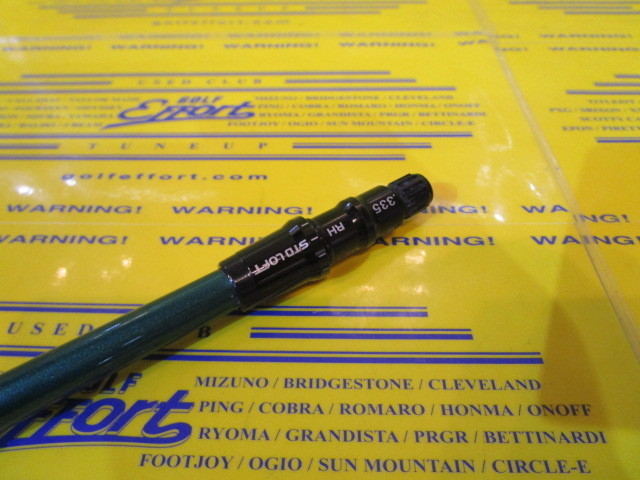 golfeffort.com
WARNING! WARNING! WARNING!
WARNING! WARNING! WARNING!
USED CLUB
GOLF
Effort
MIZUNO / BRIDGESTONE / CLEVELAND
PING / COBRA / ROMARO / HONMA / ONOFF
RYOMA / GRANDISTA / PRGR / BETTINARDI
FOOTJOY / OGIO / SUN MOUNTAIN / CIRCLE-E
TUNE UP
golfeffort.com
WARNING! WARNING! WARNING!
WARNING! WARNING!
335
RH
STD LOFT
USED
B
GOLF
Effort
MIZUNO / BRIDGESTONE / CLEVELAND
PING / COBRA / ROMARO / HONMA / ONOFF
RYOMA / GRANDISTA / PRGR / BETTINARDI
FOOTJOY / OGIO / SUN MOUNTAIN / CIRCLE-E